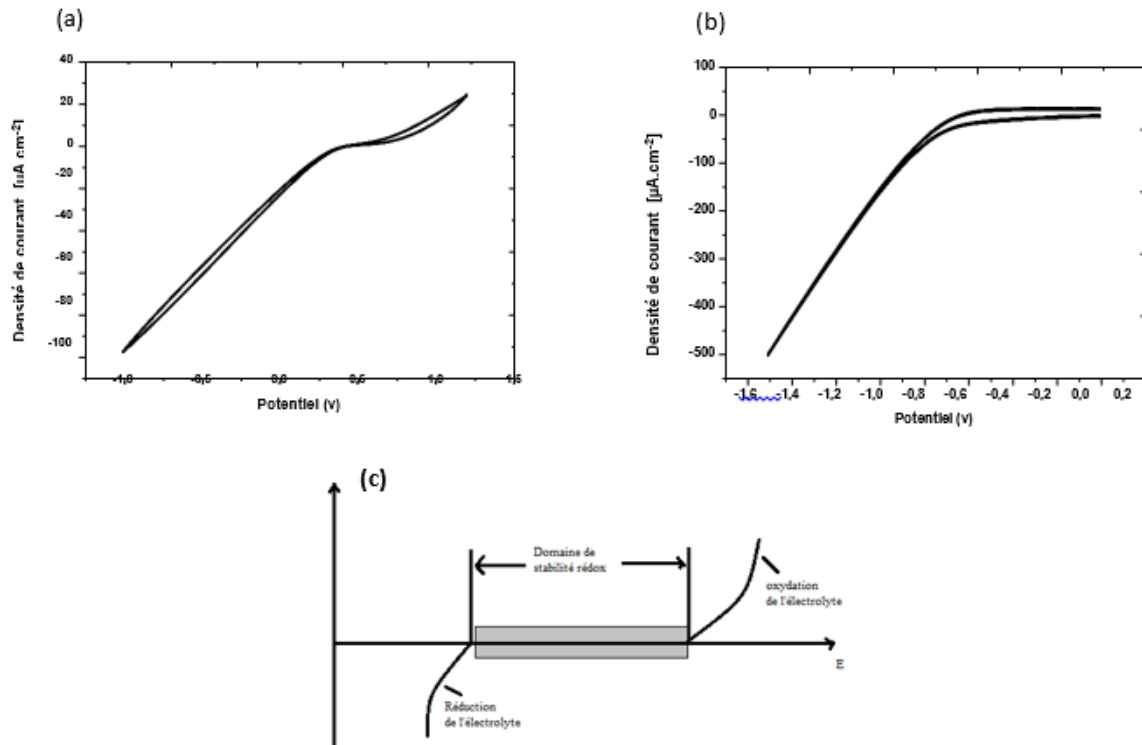 (a)
40
20
0
-20
-40
-60
-80
-100
-1,0 -0,5 0,0 0,5 1,0 1,5
Potentiel (v)
Densité de courant [µA.cm-2]
(b)
100
0
-100
-200
-300
-400
-500
-1,6 -1,4 -1,2 -1,0 -0,8 -0,6 -0,4 -0,2 0,0 0,2
Potentiel (v)
Densité de courant [µA.cm-2]
(c)
Domaine de
stabilité rédox
oxydation
de l'électrolyte
E
Réduction
de l'électrolyte